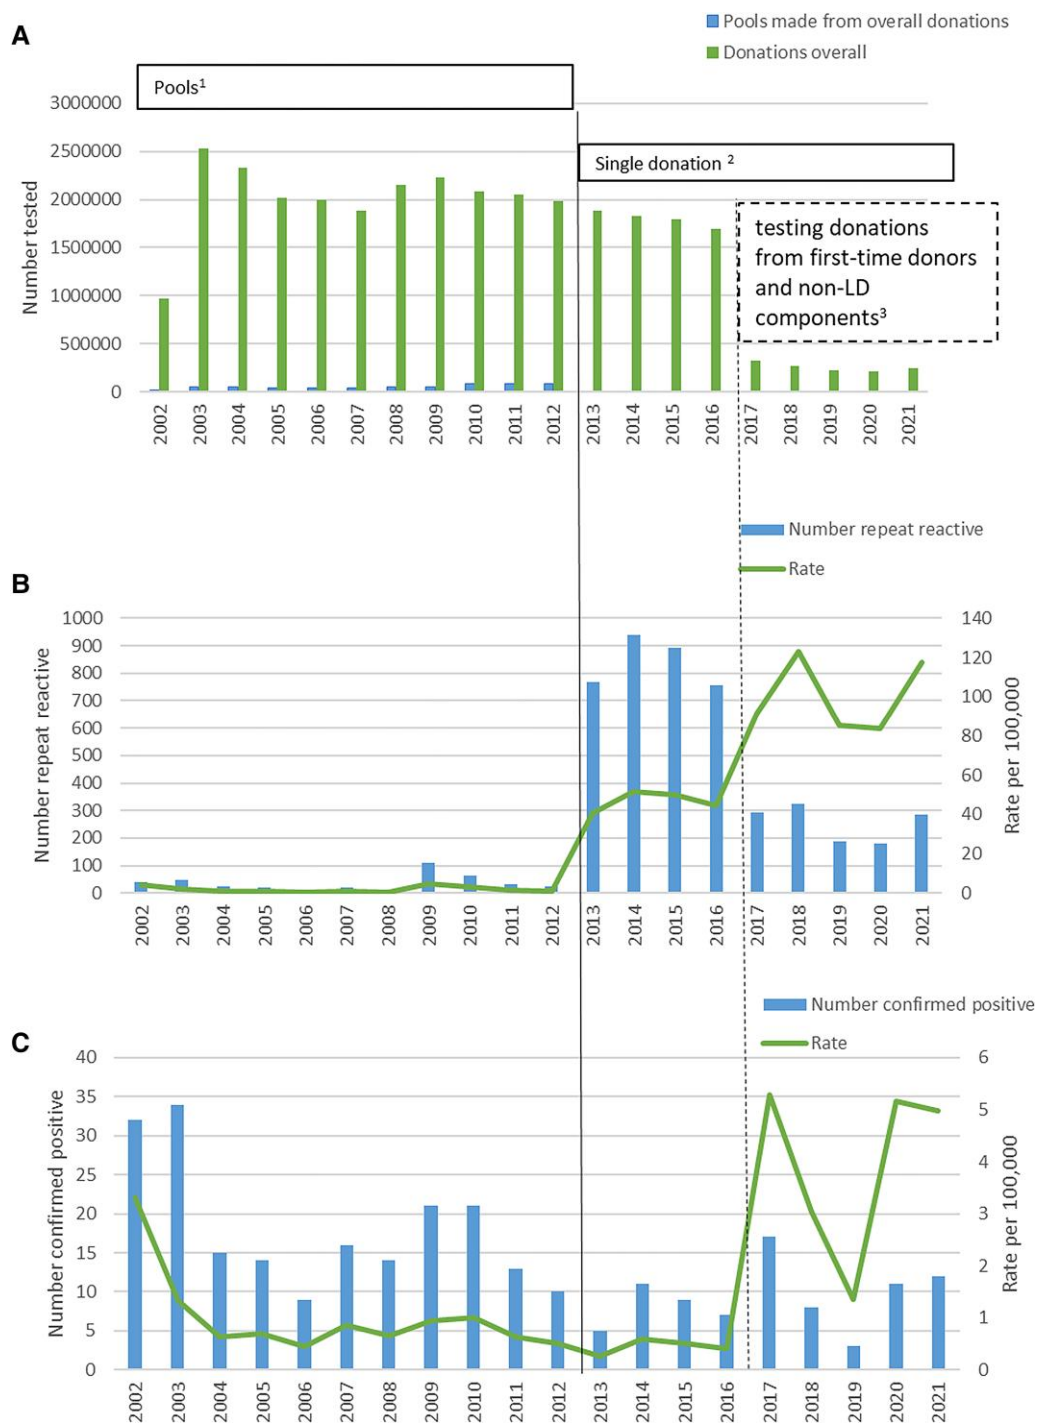 A
Pools made from overall donations
Donations overall
Pools1
Single donation 2
testing donations
from first-time donors
and non-LD
components3
Number tested
3000000
2500000
2000000
1500000
1000000
500000
0
2002 2003 2004 2005 2006 2007 2008 2009 2010 2011 2012 2013 2014 2015 2016 2017 2018 2019 2020 2021
B
Number repeat reactive
Rate
Number repeat reactive
1000
900
800
700
600
500
400
300
200
100
0
140
120
100
80
60
40
20
0
Rate per 100,000
2002 2003 2004 2005 2006 2007 2008 2009 2010 2011 2012 2013 2014 2015 2016 2017 2018 2019 2020 2021
C
Number confirmed positive
Rate
Number confirmed positive
40
35
30
25
20
15
10
5
0
6
5
4
3
2
1
0
Rate per 100,000
2002 2003 2004 2005 2006 2007 2008 2009 2010 2011 2012 2013 2014 2015 2016 2017 2018 2019 2020 2021